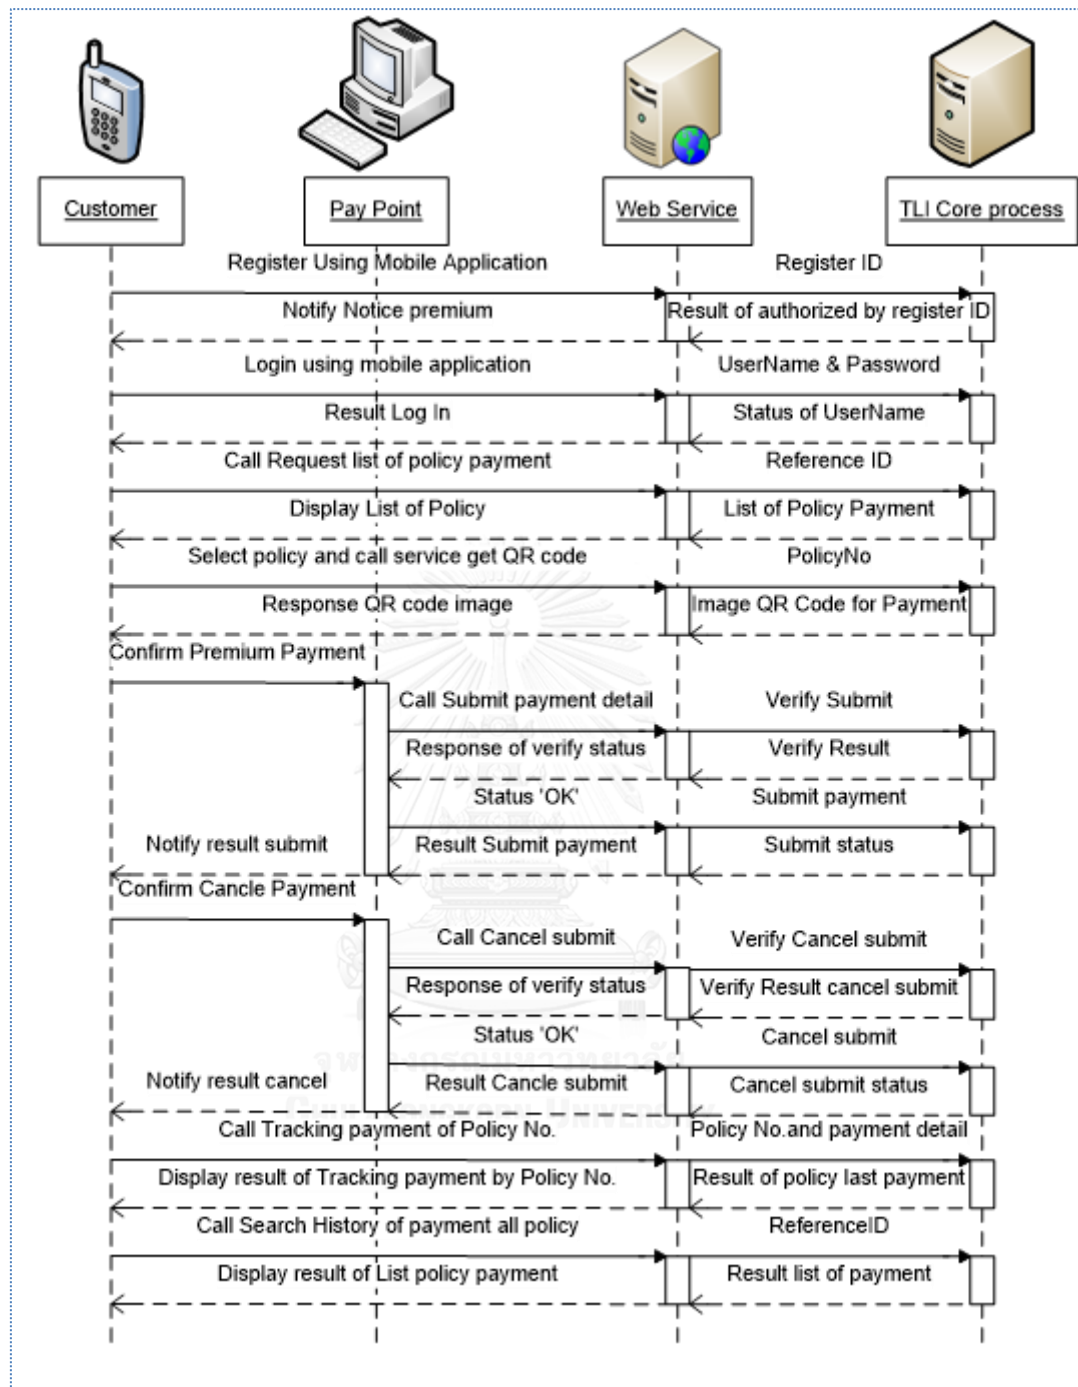 Customer
Pay Point
Web Service
TLI Core process
Register Using Mobile Application
Register ID
Notify Notice premium
Result of authorized by register ID
Login using mobile application
UserName & Password
Result Log In
Status of UserName
Call Request list of policy payment
Reference ID
Display List of Policy
List of Policy Payment
Select policy and call service get QR code
PolicyNo
Response QR code image
Image QR Code for Payment
Confirm Premium Payment
Call Submit payment detail
Verify Submit
Response of verify status
Verify Result
Status 'OK'
Submit payment
Notify result submit
Result Submit payment
Submit status
Confirm Cancle Payment
Call Cancel submit
Verify Cancel submit
Response of verify status
Verify Result cancel submit
Status 'OK'
Cancel submit
Notify result cancel
Result Cancle submit
Cancel submit status
Call Tracking payment of Policy No.
Policy No.and payment detail
Display result of Tracking payment by Policy No.
Result of policy last payment
Call Search History of payment all policy
ReferenceID
Display result of List policy payment
Result list of payment